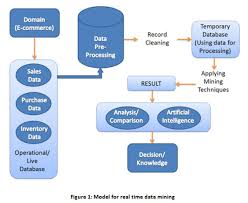 Domain
(E-commerce)
Sales
Data
Purchase
Data
Inventory
Data
Operational/
Live
Database
Data
Pre-
Processing
Record
Cleaning
Temporary
Database
(Using data for
Processing)
Applying
Mining
Techniques
RESULT
Analysis/
Comparison
Artificial
Intelligence
Decision/
Knowledge
Figure 1: Model for real time data mining